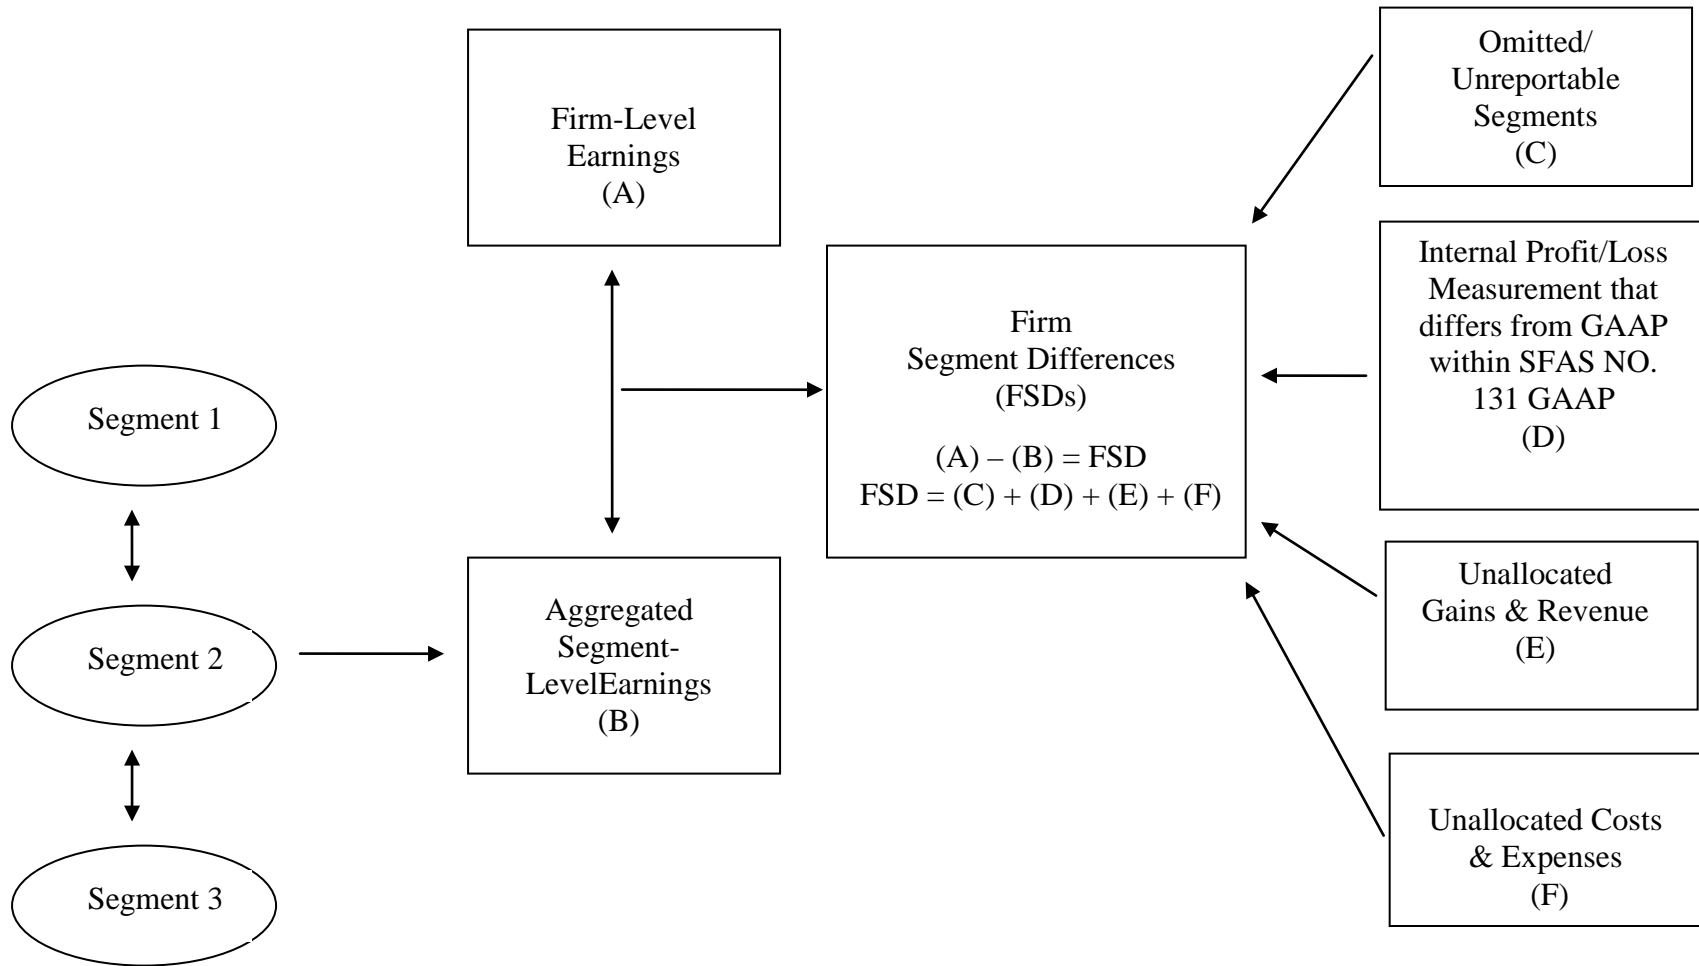 Segment 1
Segment 2
Segment 3
Firm-Level
Earnings
(A)
Aggregated
Segment-
LevelEarnings
(B)
Firm
Segment Differences
(FSDs)
(A) – (B) = FSD
FSD = (C) + (D) + (E) + (F)
Omitted/
Unreportable
Segments
(C)
Internal Profit/Loss
Measurement that
differs from GAAP
within SFAS NO.
131 GAAP
(D)
Unallocated
Gains & Revenue
(E)
Unallocated Costs
& Expenses
(F)